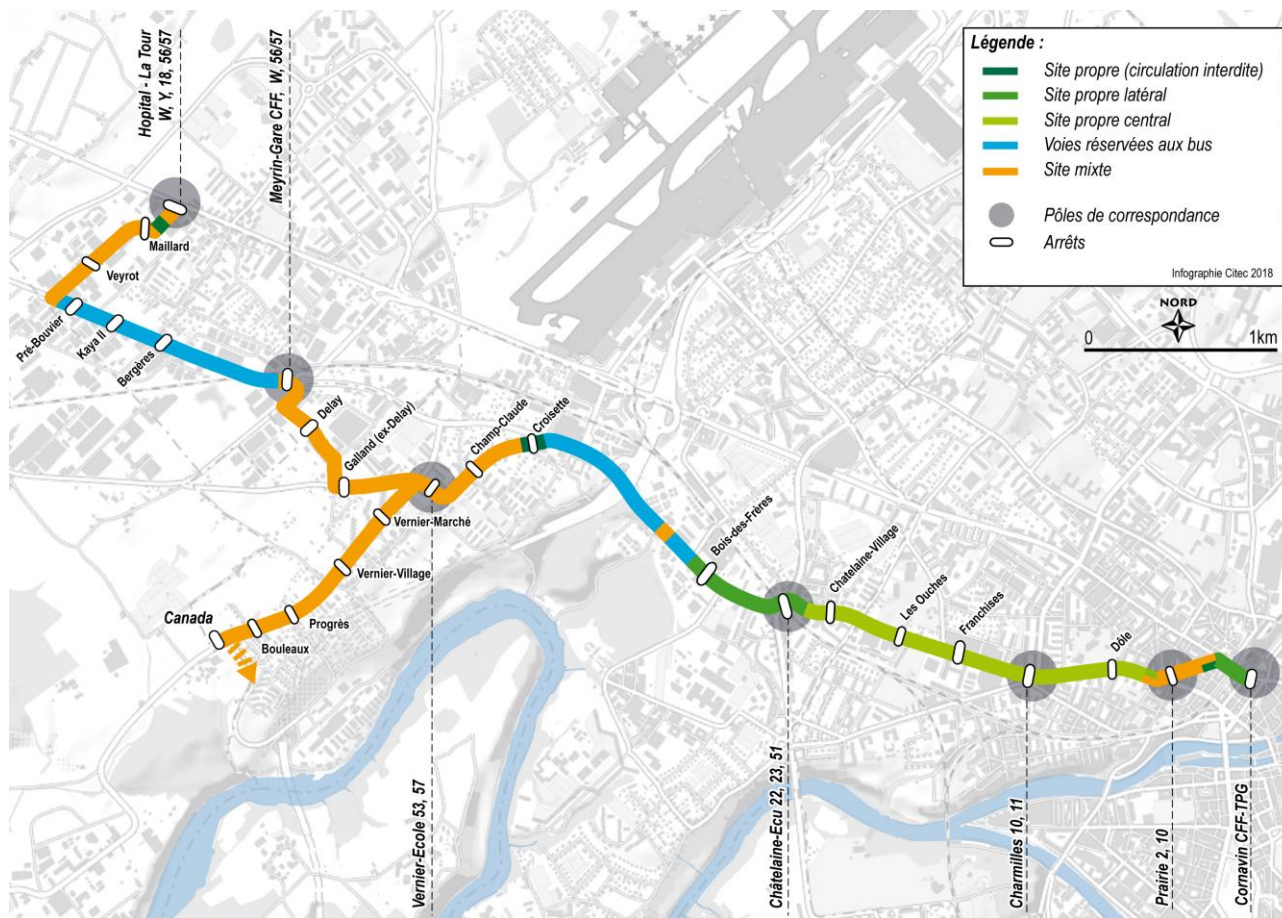 Hopital - La Tour
W, Y, 18, 56/57
Meyrin-Gare CFF, W, 56/57
Légende :
Site propre (circulation interdite)
Site propre latéral
Site propre central
Voies réservées aux bus
Site mixte
Pôles de correspondance
Arrêts
Infographie Citec 2018
NORD
0
1km
Maillard
Veyrot
Pré-Bouvier
Kaya II
Bergères
Delay
Galland (ex-Delay)
Champ-Claude
Croisette
Vernier-Marché
Vernier-Village
Progrès
Bouleaux
Canada
Bois-des-Frères
Chatelaine-Village
Les Ouches
Franchises
Dôle
Vernier-Ecole 53, 57
Châtelaine-Ecu 22, 23, 51
Charmilles 10, 11
Prairie 2, 10
Cornavin CFF-TPG